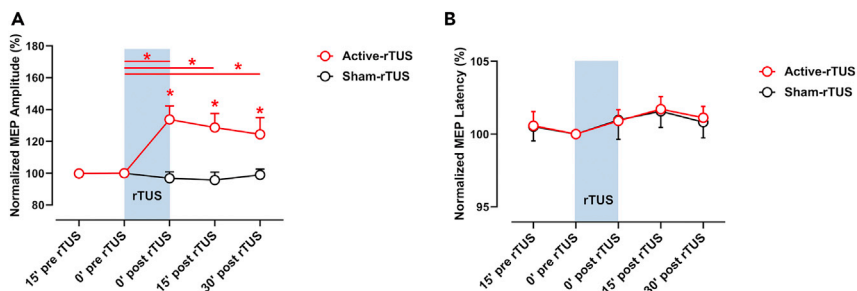 A
Normalized MEP Amplitude (%)
180
160
140
120
100
80
*
*
*
*
*
*
rTUS
Active-rTUS
Sham-rTUS
15' pre rTUS
0' pre rTUS
0' post rTUS
15' post rTUS
30' post rTUS
B
Normalized MEP Latency (%)
105
100
95
rTUS
Active-rTUS
Sham-rTUS
15' pre rTUS
0' pre rTUS
0' post rTUS
15' post rTUS
30' post rTUS